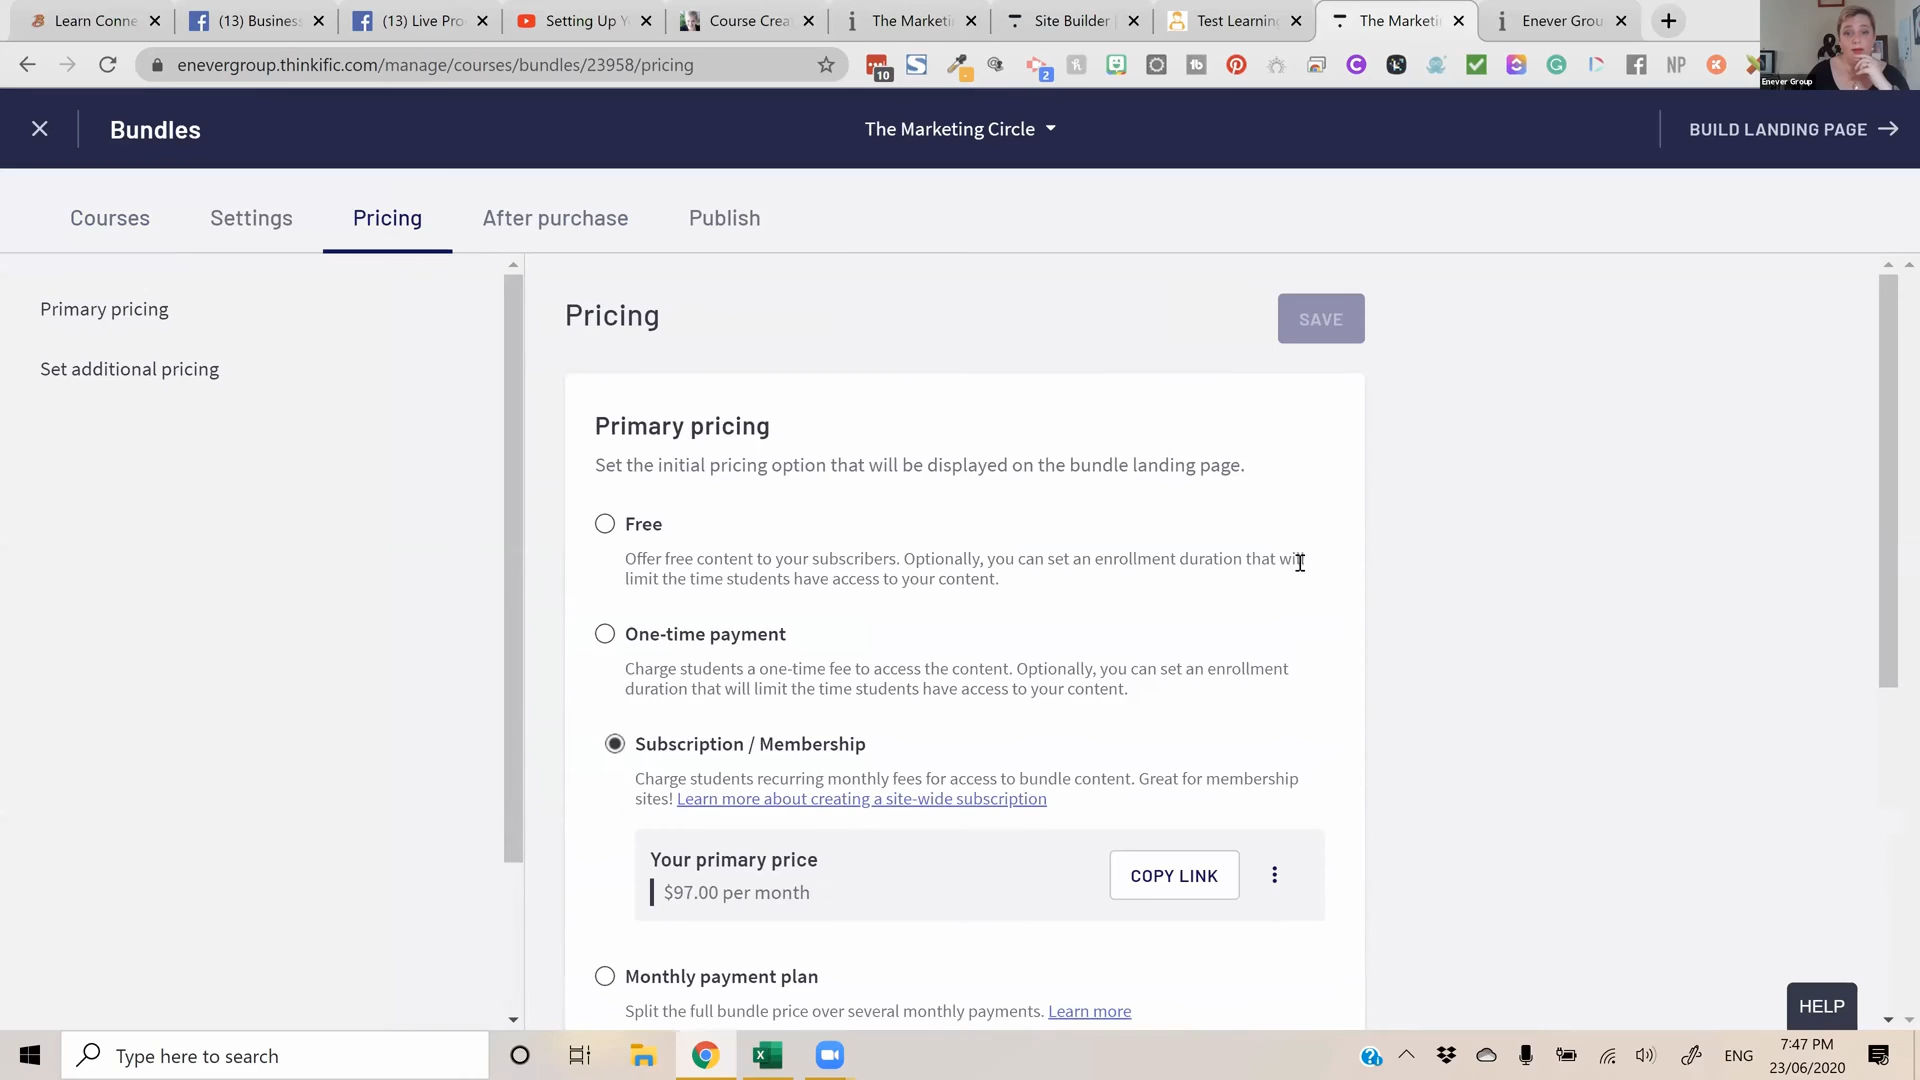 Learn Conne
(13) Busines
(13) Live Pro
Setting Up Y
Course Crea
The Marketi
Site Builder
Test Learning
The Marketi
Enever Grou
enevergroup.thinkific.com/manage/courses/bundles/23958/pricing
10
2
tb
NP
Enever Group
Bundles
The Marketing Circle
BUILD LANDING PAGE
Courses
Settings
Pricing
After purchase
Publish
Primary pricing
Set additional pricing
Pricing
SAVE
Primary pricing
Set the initial pricing option that will be displayed on the bundle landing page.
Free
Offer free content to your subscribers. Optionally, you can set an enrollment duration that will
limit the time students have access to your content.
One-time payment
Charge students a one-time fee to access the content. Optionally, you can set an enrollment
duration that will limit the time students have access to your content.
Subscription / Membership
Charge students recurring monthly fees for access to bundle content. Great for membership
sites! Learn more about creating a site-wide subscription
Your primary price
$97.00 per month
COPY LINK
Monthly payment plan
Split the full bundle price over several monthly payments. Learn more
HELP
Type here to search
ENG
7:47 PM
23/06/2020